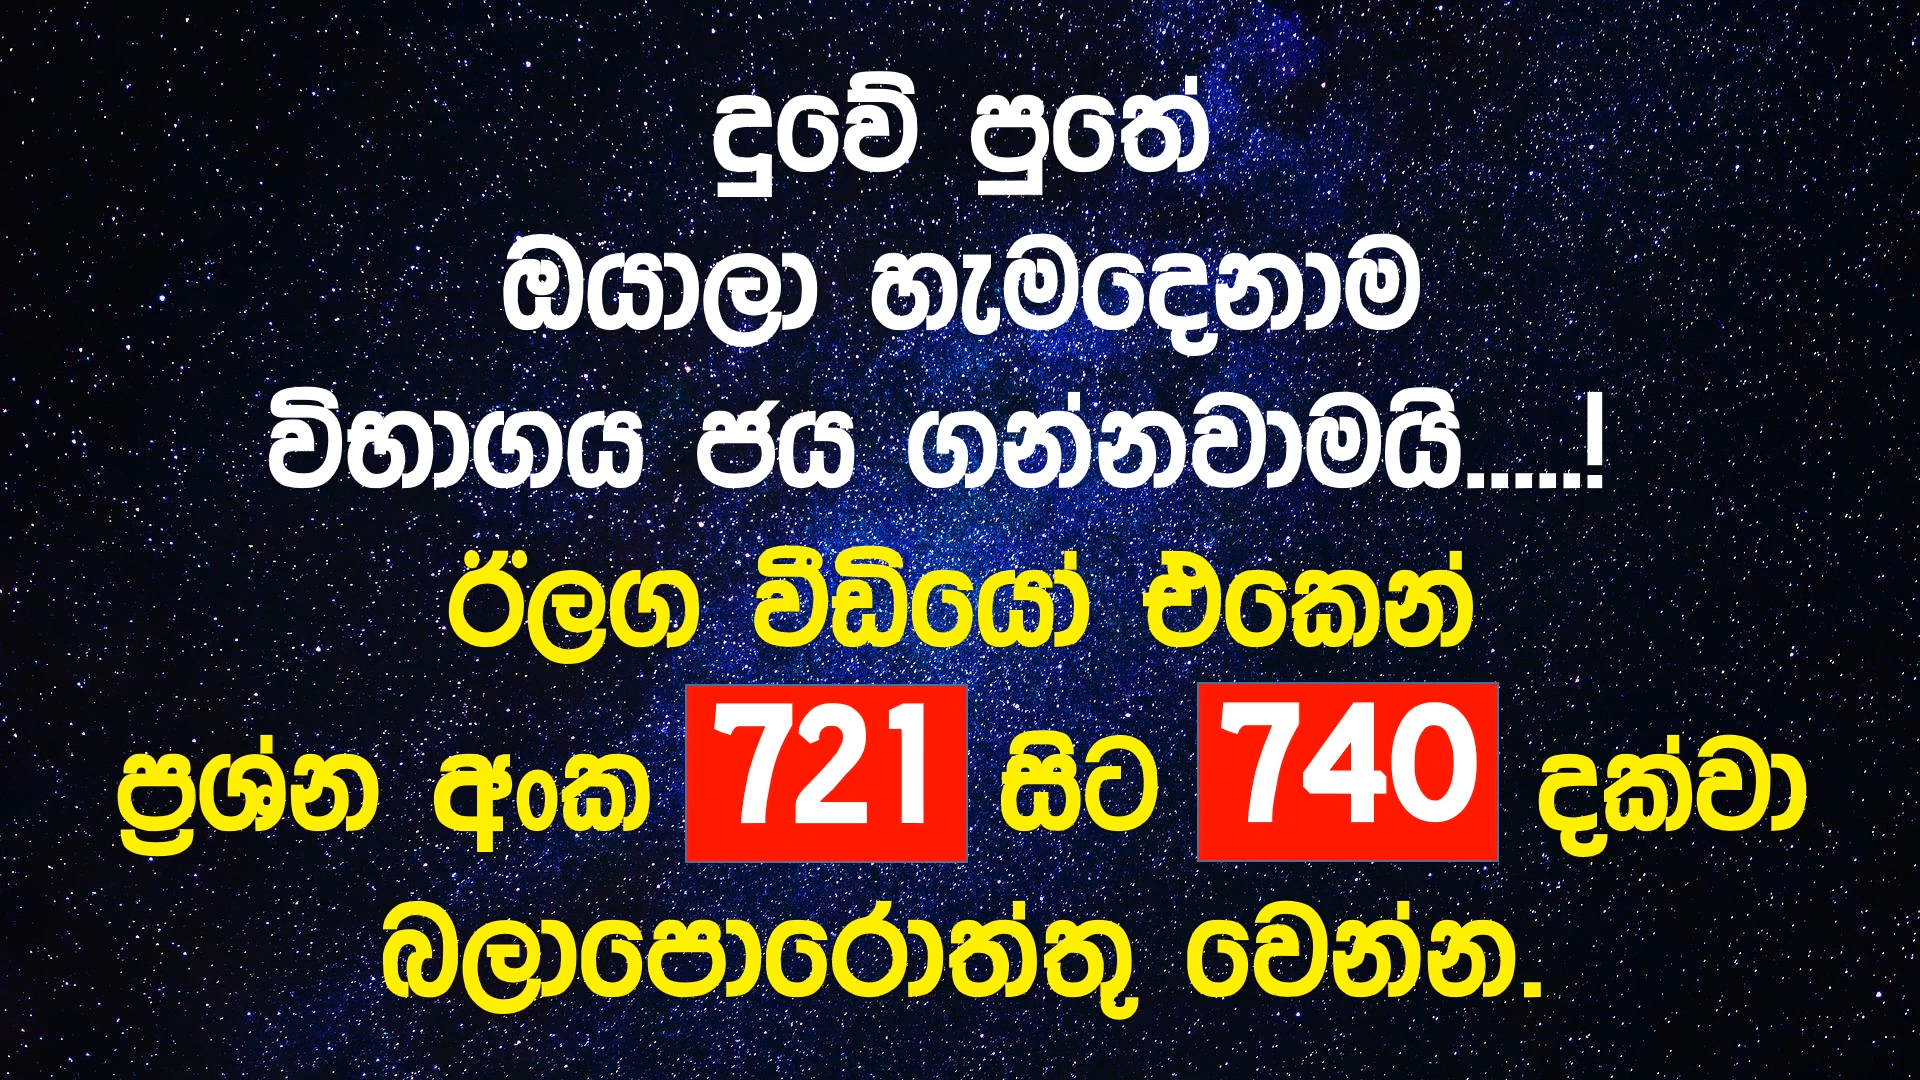 දුවේ පුතේ
ඔයාලා හැමදෙනාම
විභාගය ජය ගන්නවාමයි.....!
ඊලග වීඩියෝ එකෙන්
ප්‍රශ්න අංක 721 සිට 740 දක්වා
බලාපොරොත්තු වෙන්න.